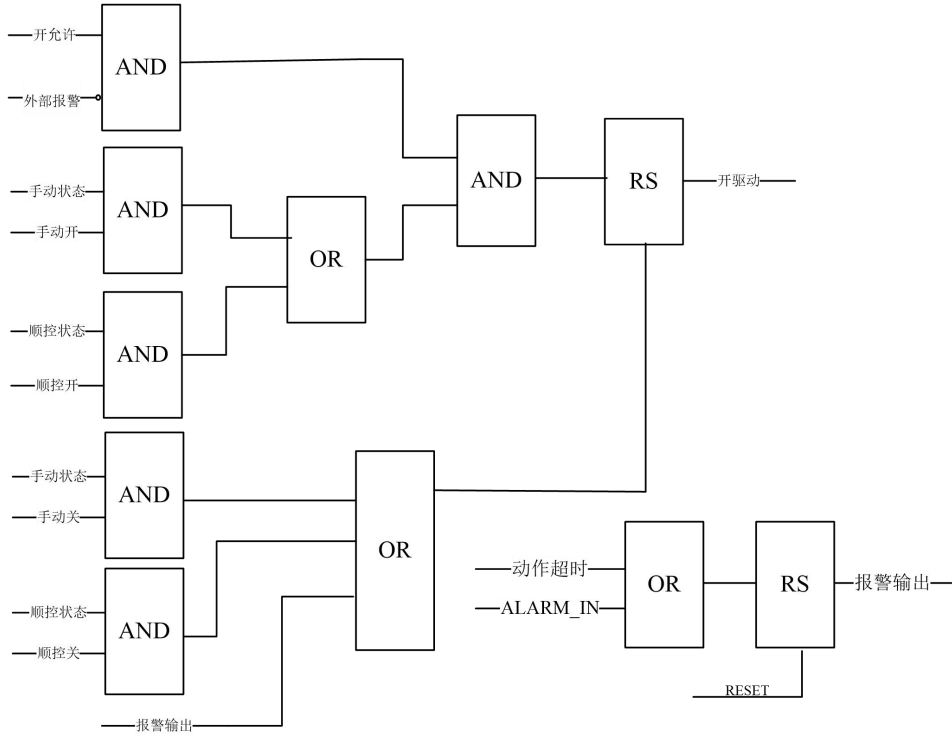 开允许
AND
外部报警
手动状态
AND
手动开
OR
AND
RS
开驱动
顺控状态
AND
顺控开
手动状态
AND
手动关
OR
顺控状态
AND
顺控关
报警输出
动作超时
ALARM_IN
OR
RS
报警输出
RESET